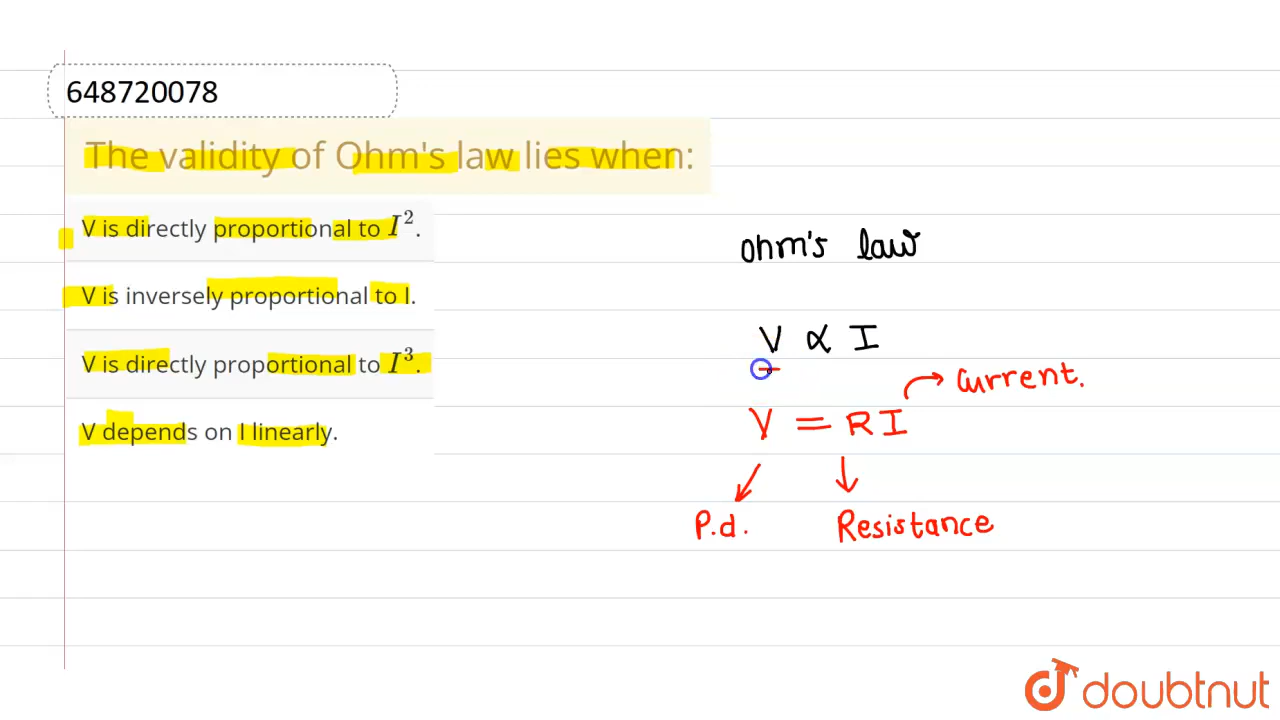 648720078
The validity of Ohm's law lies when:
V is directly proportional to I².
V is inversely proportional to I.
V is directly proportional to I³.
V depends on I linearly.
ohm's law
V ∝ I
current.
V = RI
P.d.
Resistance
doubtnut